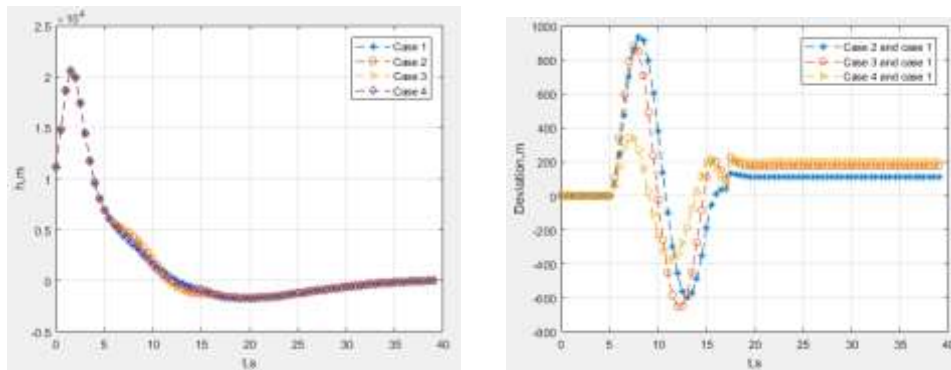 ×10⁴
2.5
2
1.5
1
0.5
0
-0.5
h,m
0 5 10 15 20 25 30 35 40
t,s
Case 1
Case 2
Case 3
Case 4
1000
800
600
400
200
0
-200
-400
-600
-800
Deviation,m
0 5 10 15 20 25 30 35 40
t,s
Case 2 and case 1
Case 3 and case 1
Case 4 and case 1